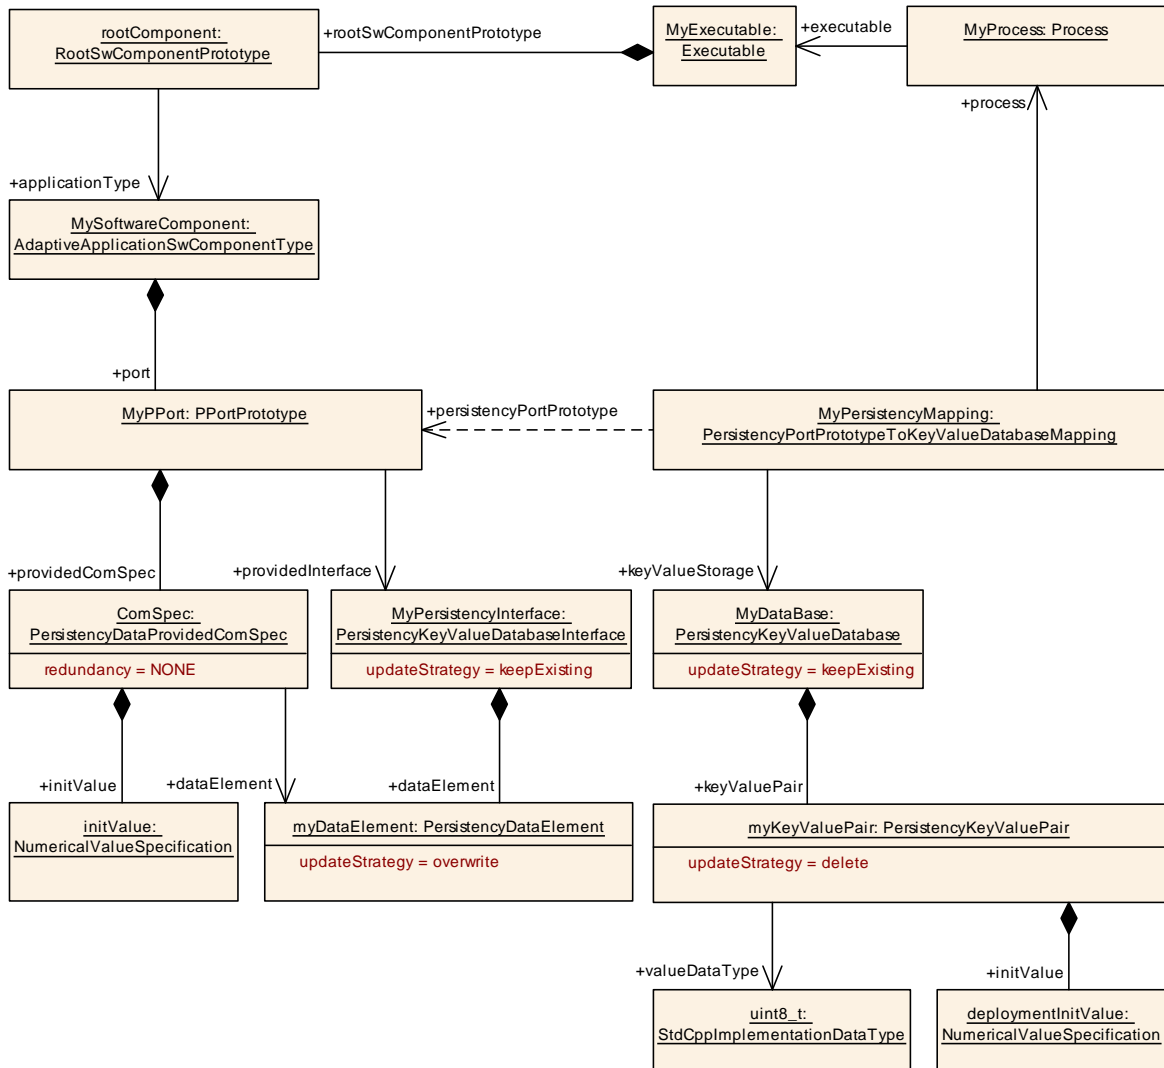 rootComponent:
RootSwComponentPrototype
+rootSwComponentPrototype
MyExecutable:
Executable
+executable
MyProcess: Process
+process
+applicationType
MySoftwareComponent:
AdaptiveApplicationSwComponentType
+port
MyPPort: PPortPrototype
+persistencyPortPrototype
MyPersistencyMapping:
PersistencyPortPrototypeToKeyValueDatabaseMapping
+providedComSpec
+providedInterface
+keyValueStorage
ComSpec:
PersistencyDataProvidedComSpec
redundancy = NONE
MyPersistencyInterface:
PersistencyKeyValueDatabaseInterface
updateStrategy = keepExisting
MyDataBase:
PersistencyKeyValueDatabase
updateStrategy = keepExisting
+initValue
+dataElement
+dataElement
+keyValuePair
initValue:
NumericalValueSpecification
myDataElement: PersistencyDataElement
updateStrategy = overwrite
myKeyValuePair: PersistencyKeyValuePair
updateStrategy = delete
+valueDataType
+initValue
uint8_t:
StdCppImplementationDataType
deploymentInitValue:
NumericalValueSpecification